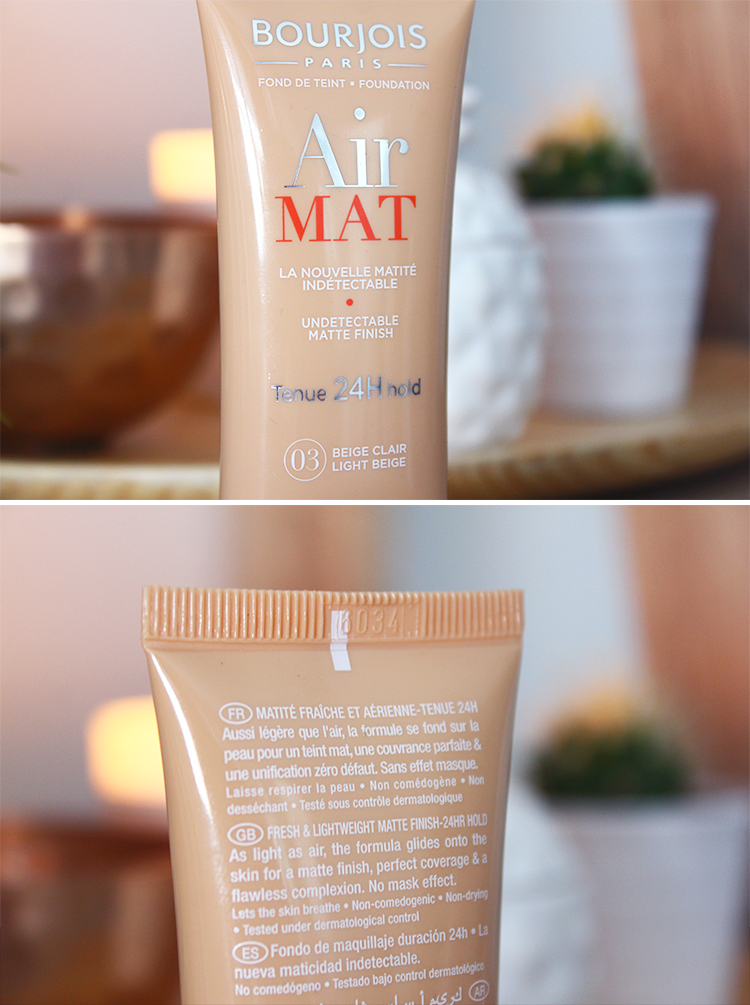 BOURJOIS
PARIS
FOND DE TEINT • FOUNDATION
Air
MAT
LA NOUVELLE MATITÉ
INDÉTECTABLE
•
UNDETECTABLE
MATTE FINISH
Tenue 24H hold
03 BEIGE CLAIR
LIGHT BEIGE
6034
FR MATITÉ FRAÎCHE ET AÉRIENNE-TENUE 24H
Aussi légère que l'air, la formule se fond sur la
peau pour un teint mat, une couvrance parfaite &
une unification zéro défaut. Sans effet masque.
Laisse respirer la peau • Non comédogène • Non
desséchant • Testé sous contrôle dermatologique
GB FRESH & LIGHTWEIGHT MATTE FINISH-24HR HOLD
As light as air, the formula glides onto the
skin for a matte finish, perfect coverage & a
flawless complexion. No mask effect.
Lets the skin breathe • Non-comedogenic • Non-drying
• Tested under dermatological control
ES Fondo de maquillaje duración 24h • La
nueva maticidad indetectable.
No comedógeno • Testado bajo control dermatológico
AR كريم أساس